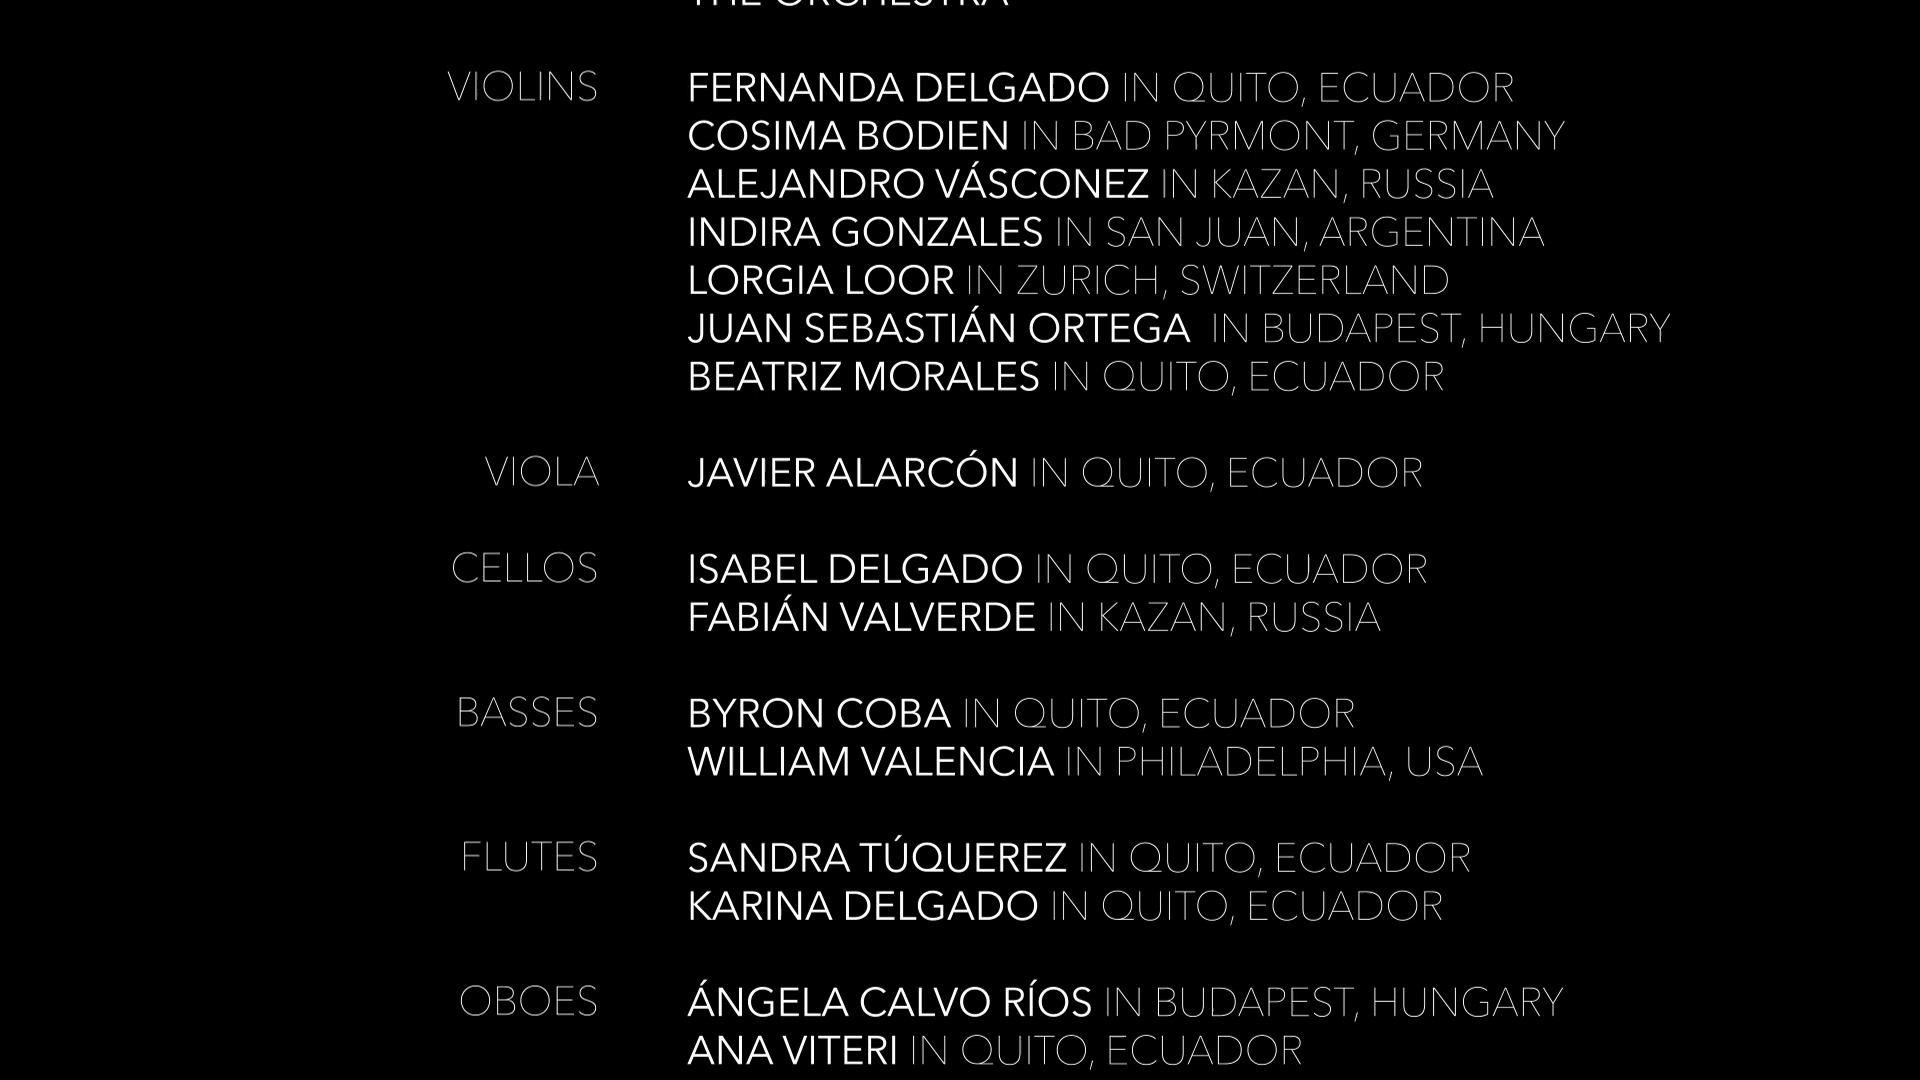 THE ORCHESTRA
VIOLINS FERNANDA DELGADO IN QUITO, ECUADOR
COSIMA BODIEN IN BAD PYRMONT, GERMANY
ALEJANDRO VÁSCONEZ IN KAZAN, RUSSIA
INDIRA GONZALES IN SAN JUAN, ARGENTINA
LORGIA LOOR IN ZURICH, SWITZERLAND
JUAN SEBASTIÁN ORTEGA IN BUDAPEST, HUNGARY
BEATRIZ MORALES IN QUITO, ECUADOR
VIOLA JAVIER ALARCÓN IN QUITO, ECUADOR
CELLOS ISABEL DELGADO IN QUITO, ECUADOR
FABIÁN VALVERDE IN KAZAN, RUSSIA
BASSES BYRON COBA IN QUITO, ECUADOR
WILLIAM VALENCIA IN PHILADELPHIA, USA
FLUTES SANDRA TÚQUEREZ IN QUITO, ECUADOR
KARINA DELGADO IN QUITO, ECUADOR
OBOES ÁNGELA CALVO RÍOS IN BUDAPEST, HUNGARY
ANA VITERI IN QUITO, ECUADOR